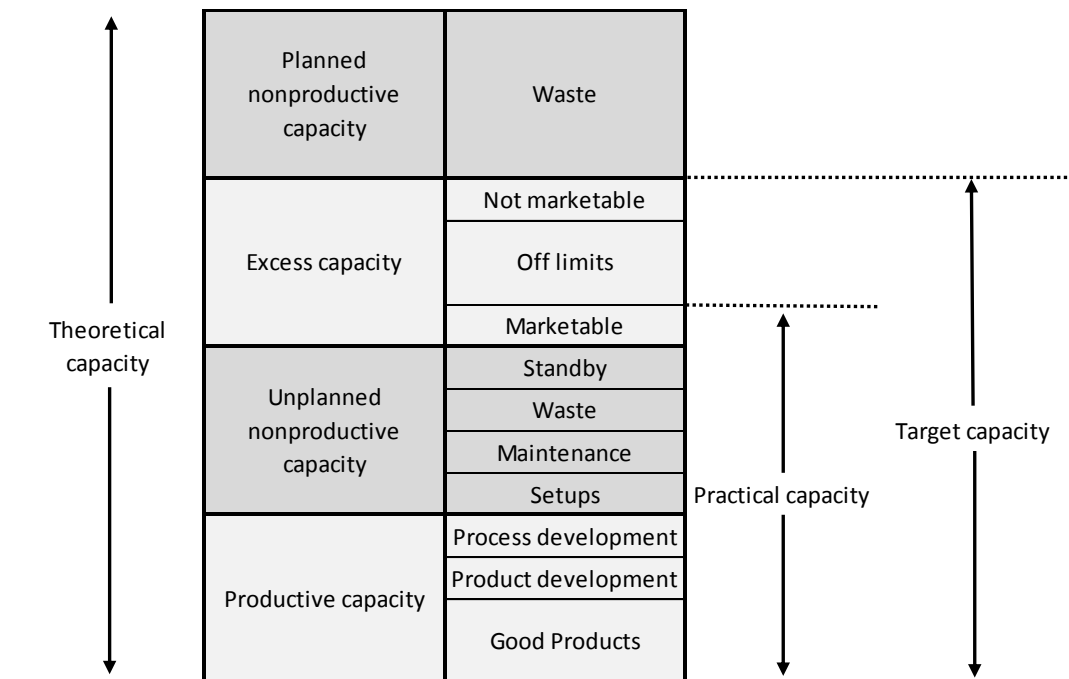 Planned
nonproductive
capacity
Waste
Not marketable
Excess capacity
Off limits
Marketable
Theoretical
capacity
Standby
Unplanned
nonproductive
capacity
Waste
Maintenance
Setups
Target capacity
Practical capacity
Process development
Product development
Productive capacity
Good Products